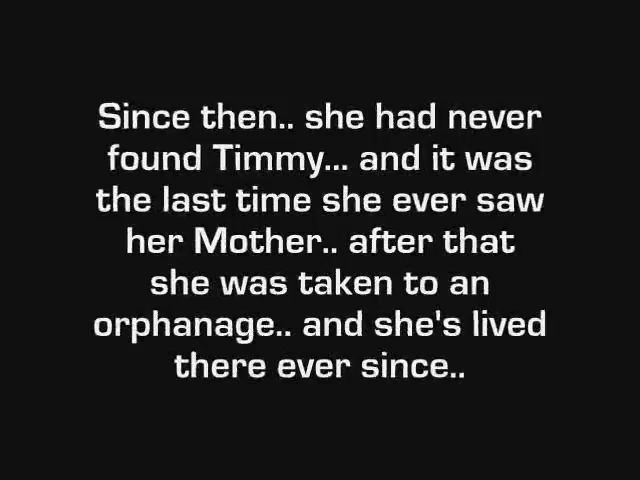 Since then.. she had never
found Timmy... and it was
the last time she ever saw
her Mother.. after that
she was taken to an
orphanage.. and she's lived
there ever since..